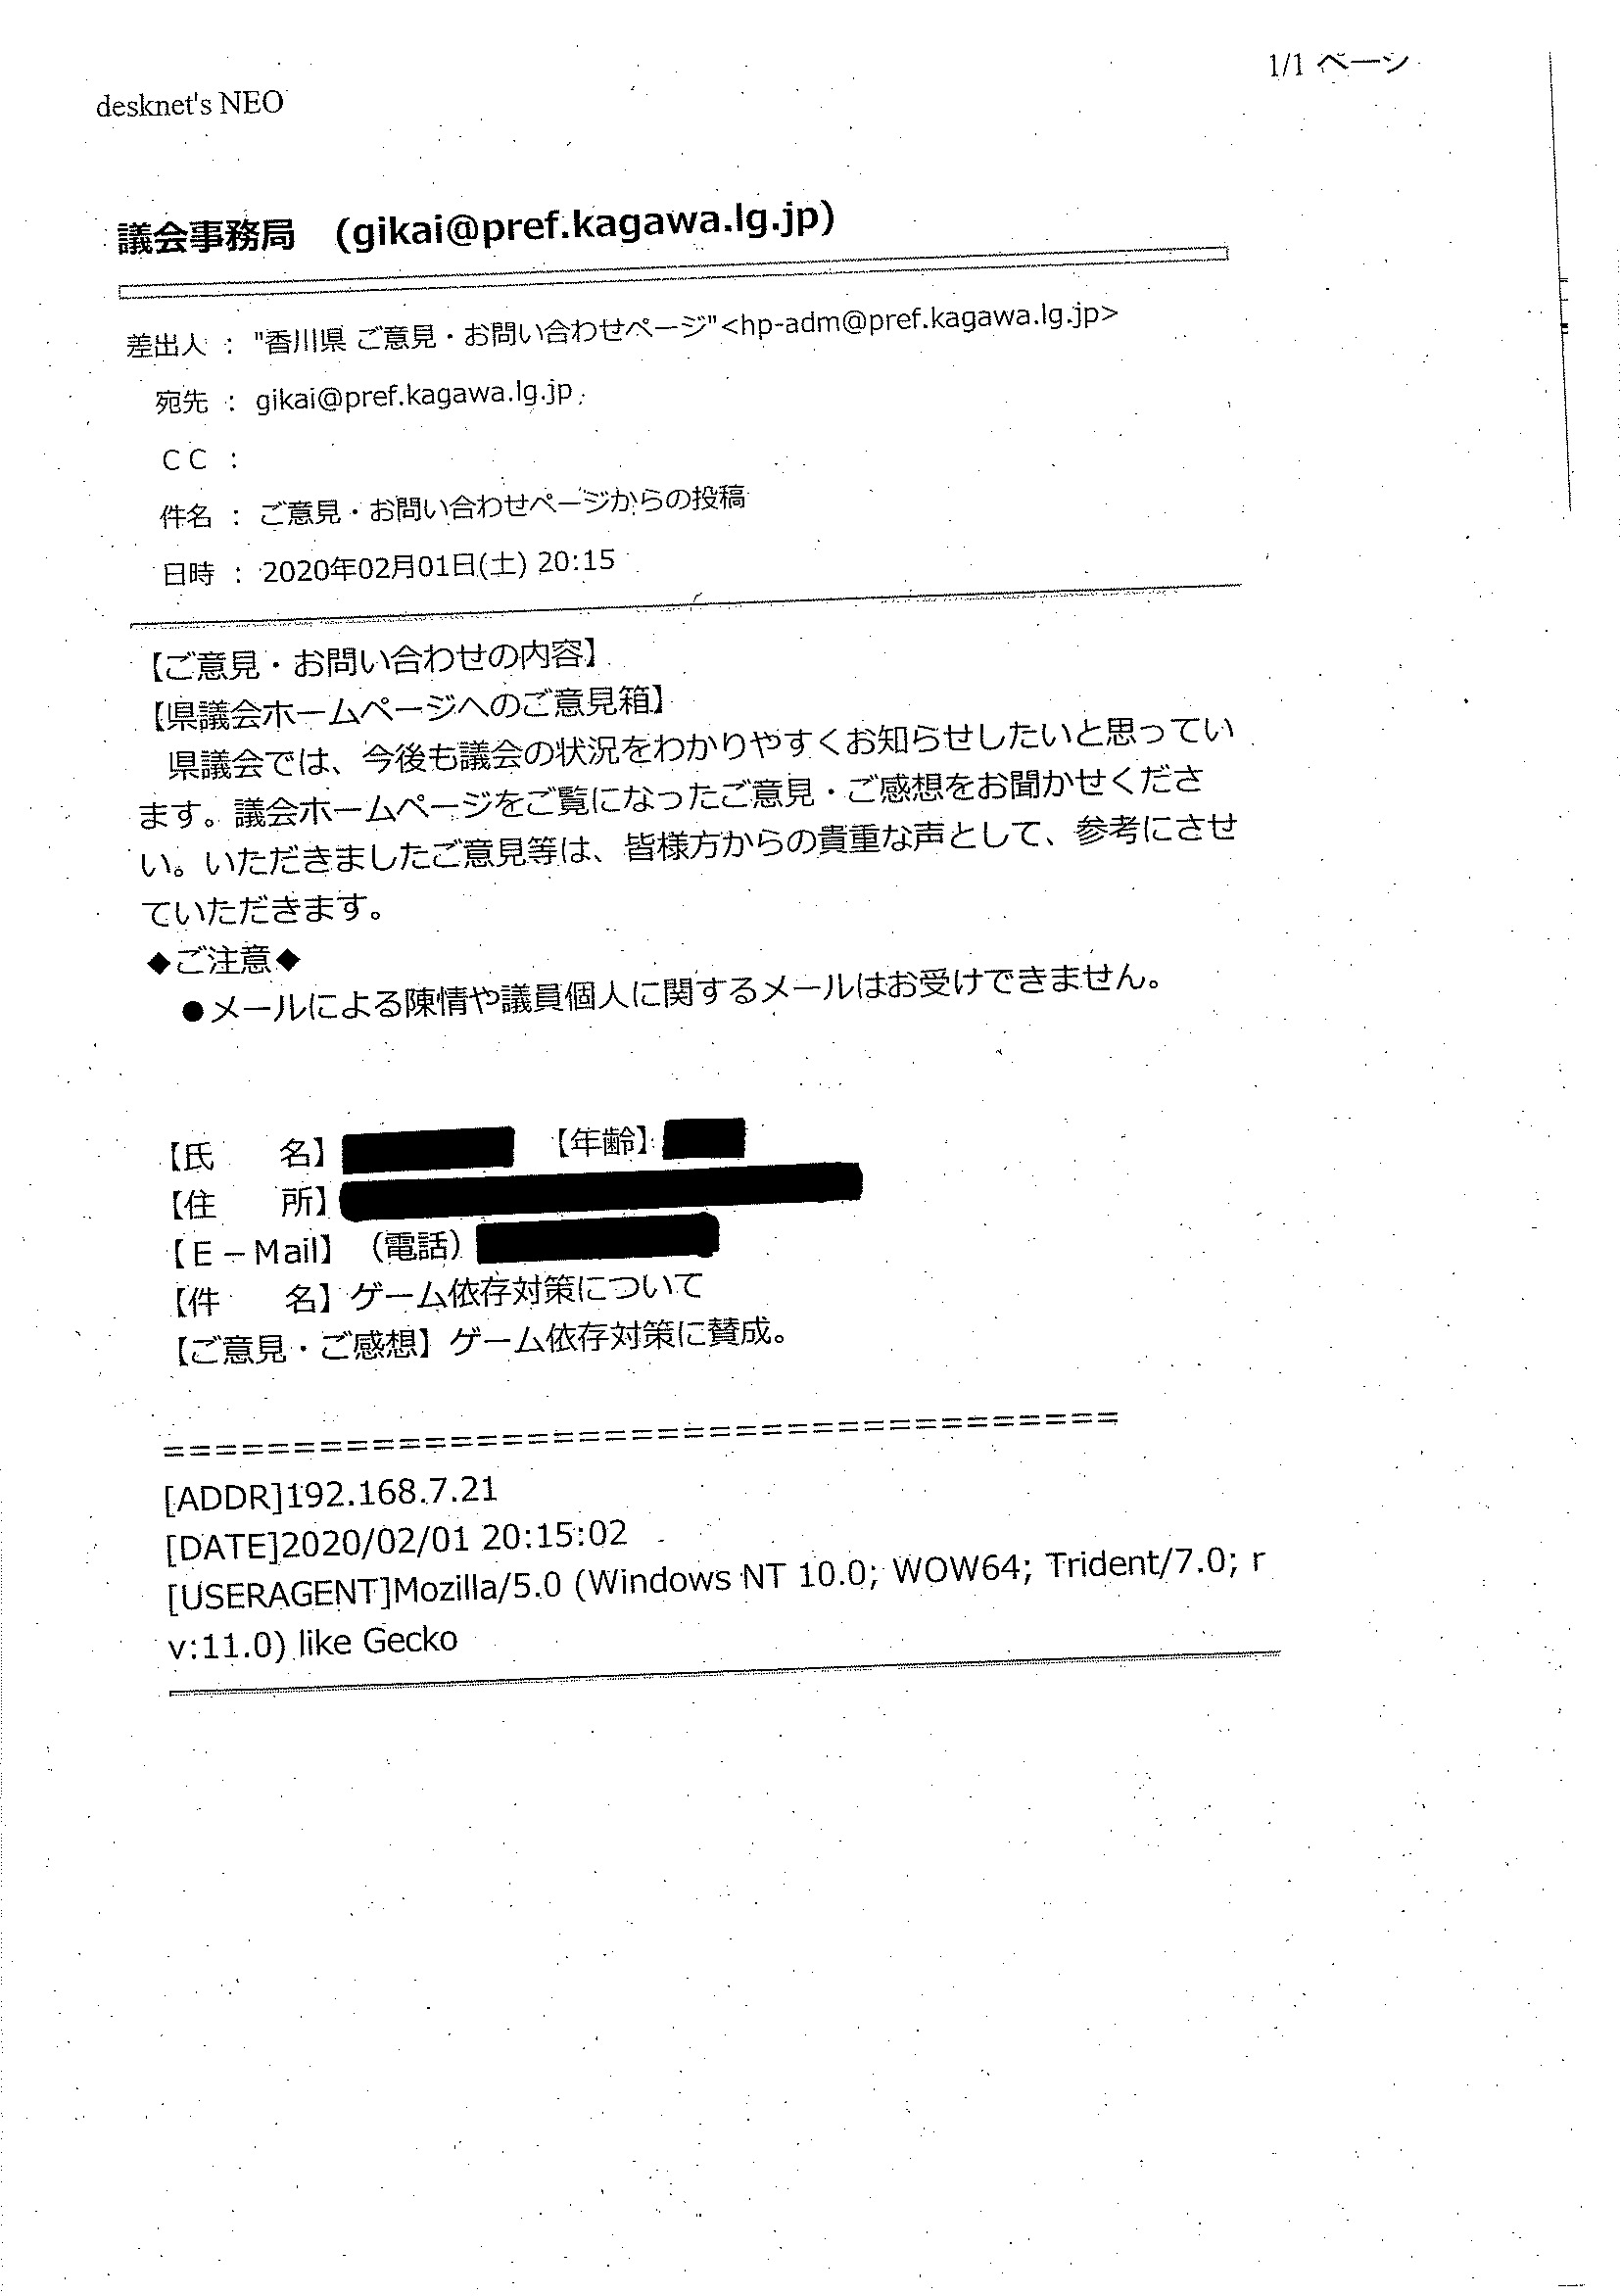 1/1 ページ
desknet's NEO
議会事務局　(gikai@pref.kagawa.lg.jp)
差出人 ： "香川県 ご意見・お問い合わせページ"<hp-adm@pref.kagawa.lg.jp>
宛先 ： gikai@pref.kagawa.lg.jp
ＣＣ ：
件名 ： ご意見・お問い合わせページからの投稿
日時 ： 2020年02月01日(土) 20:15
【ご意見・お問い合わせの内容】
【県議会ホームページへのご意見箱】
　県議会では、今後も議会の状況をわかりやすくお知らせしたいと思ってい
ます。議会ホームページをご覧になったご意見・ご感想をお聞かせくださ
い。いただきましたご意見等は、皆様方からの貴重な声として、参考にさせ
ていただきます。
◆ご注意◆
　●メールによる陳情や議員個人に関するメールはお受けできません。
【氏　　名】　【年齢】
【住　　所】
【Ｅ－Mail】（電話）
【件　　名】ゲーム依存対策について
【ご意見・ご感想】ゲーム依存対策に賛成。
=====================================
[ADDR]192.168.7.21
[DATE]2020/02/01 20:15:02
[USERAGENT]Mozilla/5.0 (Windows NT 10.0; WOW64; Trident/7.0; r
v:11.0) like Gecko